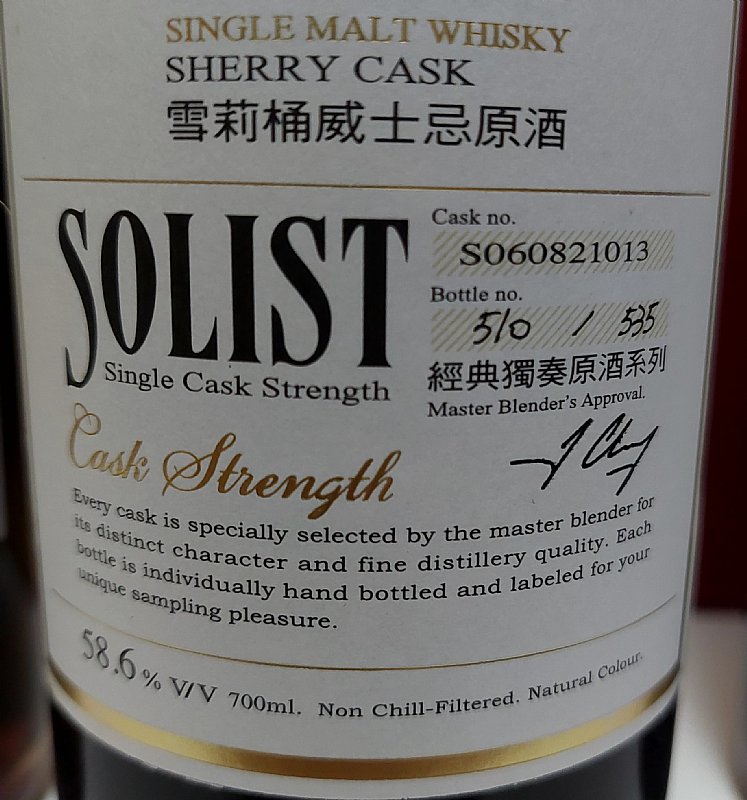 SINGLE MALT WHISKY
SHERRY CASK
雪莉桶威士忌原酒
SOLIST
Single Cask Strength
Cask no.
S060821013
Bottle no.
510 / 535
經典獨奏原酒系列
Master Blender's Approval.
Cask Strength
Every cask is specially selected by the master blender for
its distinct character and fine distillery quality. Each
bottle is individually hand bottled and labeled for your
unique sampling pleasure.
58.6 % V/V 700ml. Non Chill-Filtered. Natural Colour.